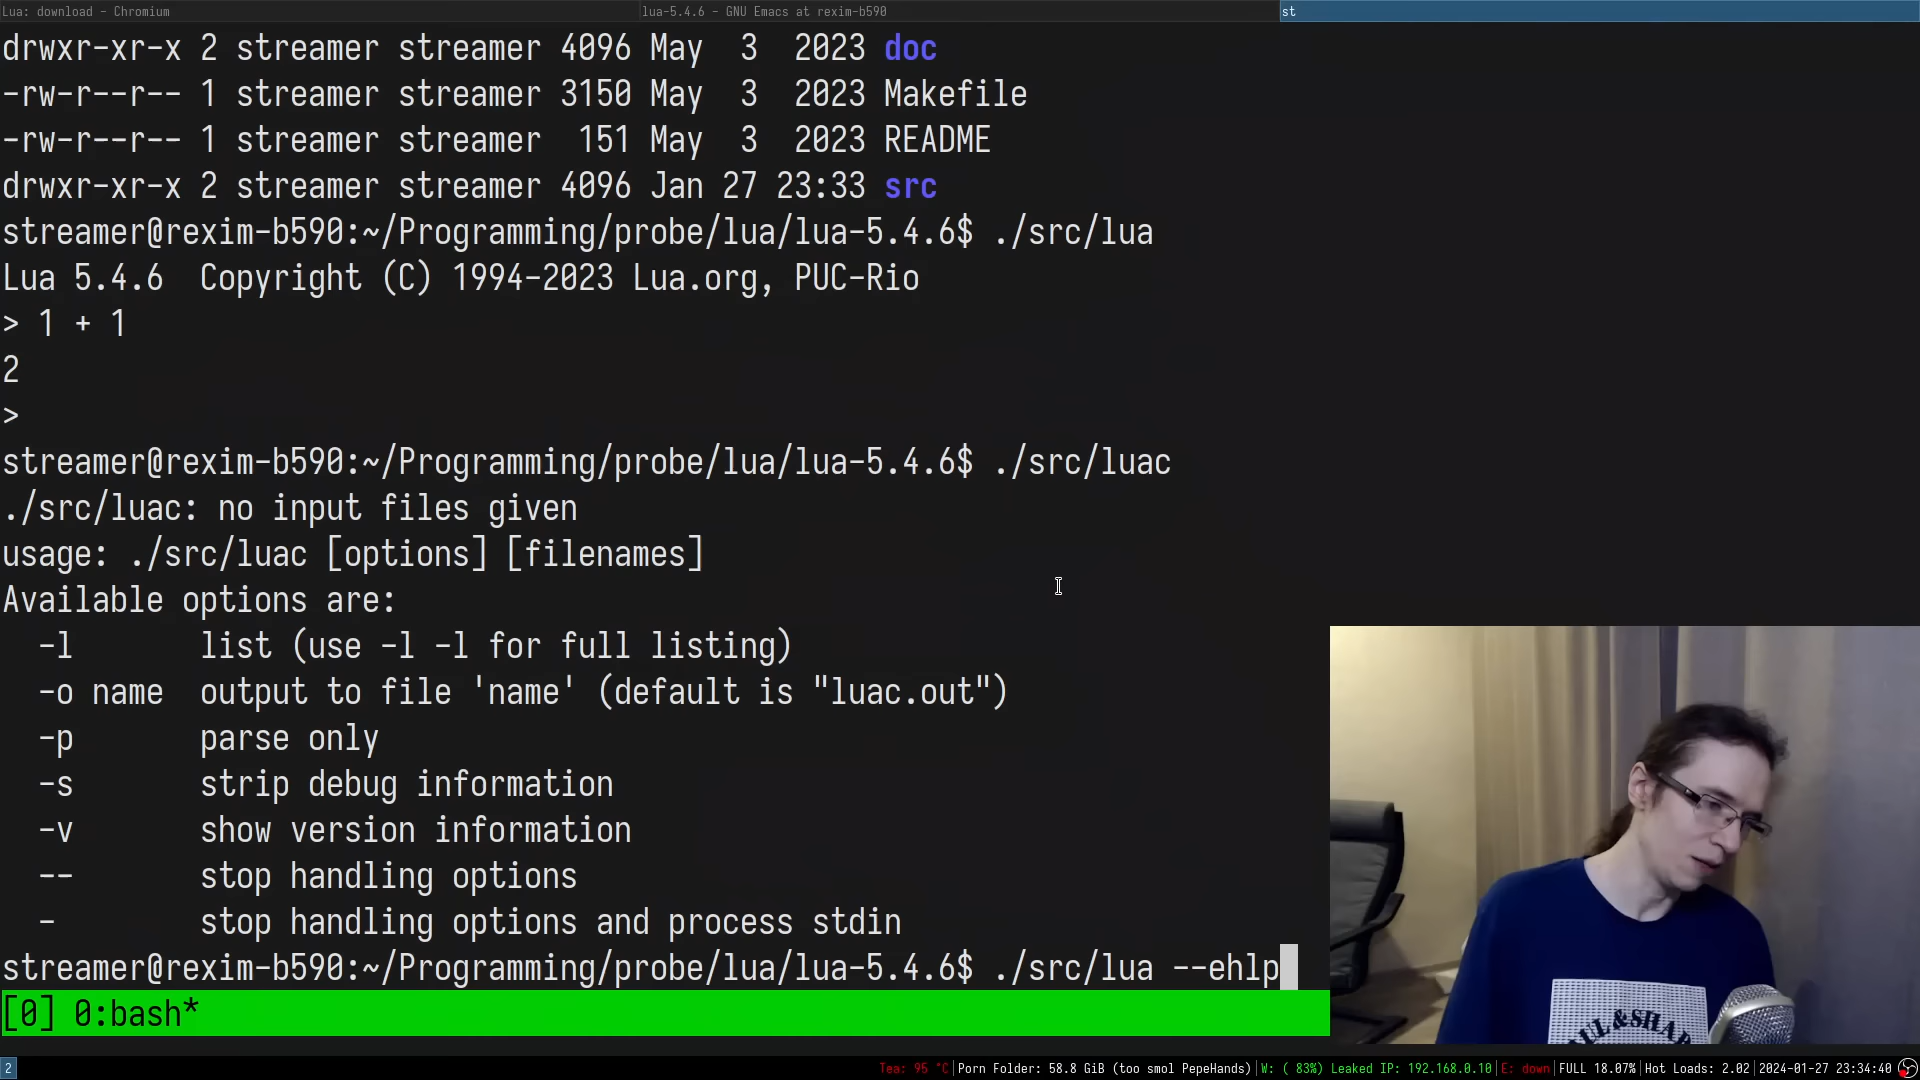 Lua: download - Chromium
lua-5.4.6 - GNU Emacs at rexim-b590
st
drwxr-xr-x 2 streamer streamer 4096 May  3  2023 doc
-rw-r--r-- 1 streamer streamer 3150 May  3  2023 Makefile
-rw-r--r-- 1 streamer streamer  151 May  3  2023 README
drwxr-xr-x 2 streamer streamer 4096 Jan 27 23:33 src
streamer@rexim-b590:~/Programming/probe/lua/lua-5.4.6$ ./src/lua
Lua 5.4.6  Copyright (C) 1994-2023 Lua.org, PUC-Rio
> 1 + 1
2
>
streamer@rexim-b590:~/Programming/probe/lua/lua-5.4.6$ ./src/luac
./src/luac: no input files given
usage: ./src/luac [options] [filenames]
Available options are:
  -l       list (use -l -l for full listing)
  -o name  output to file 'name' (default is "luac.out")
  -p       parse only
  -s       strip debug information
  -v       show version information
  --       stop handling options
  -        stop handling options and process stdin
streamer@rexim-b590:~/Programming/probe/lua/lua-5.4.6$ ./src/lua --ehlp
[0] 0:bash*
2
Tea: 95 °C|Porn Folder: 58.8 GiB (too smol PepeHands)|W: ( 83%) Leaked IP: 192.168.0.10|E: down|FULL 18.07%|Hot Loads: 2.02|2024-01-27 23:34:40